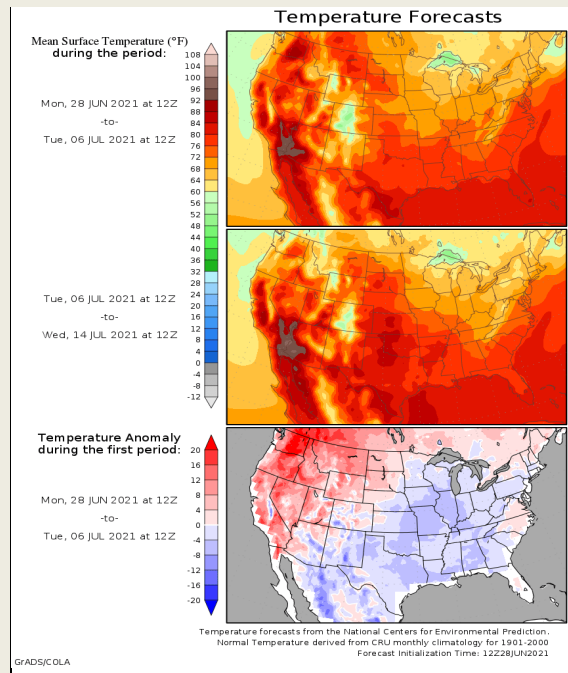 Temperature Forecasts
Mean Surface Temperature (°F)
during the period:
Mon, 28 JUN 2021 at 12Z
-to-
Tue, 06 JUL 2021 at 12Z
108
104
100
96
92
88
84
80
76
72
68
64
60
56
52
48
44
40
36
32
28
24
20
16
12
8
4
0
-4
-8
-12
Tue, 06 JUL 2021 at 12Z
-to-
Wed, 14 JUL 2021 at 12Z
Temperature Anomaly
during the first period:
Mon, 28 JUN 2021 at 12Z
-to-
Tue, 06 JUL 2021 at 12Z
20
16
12
8
4
0
-4
-8
-12
-16
-20
Temperature forecasts from the National Centers for Environmental Prediction.
Normal Temperature derived from CRU monthly climatology for 1901-2000
Forecast Initialization Time: 12Z28JUN2021
GrADS/COLA